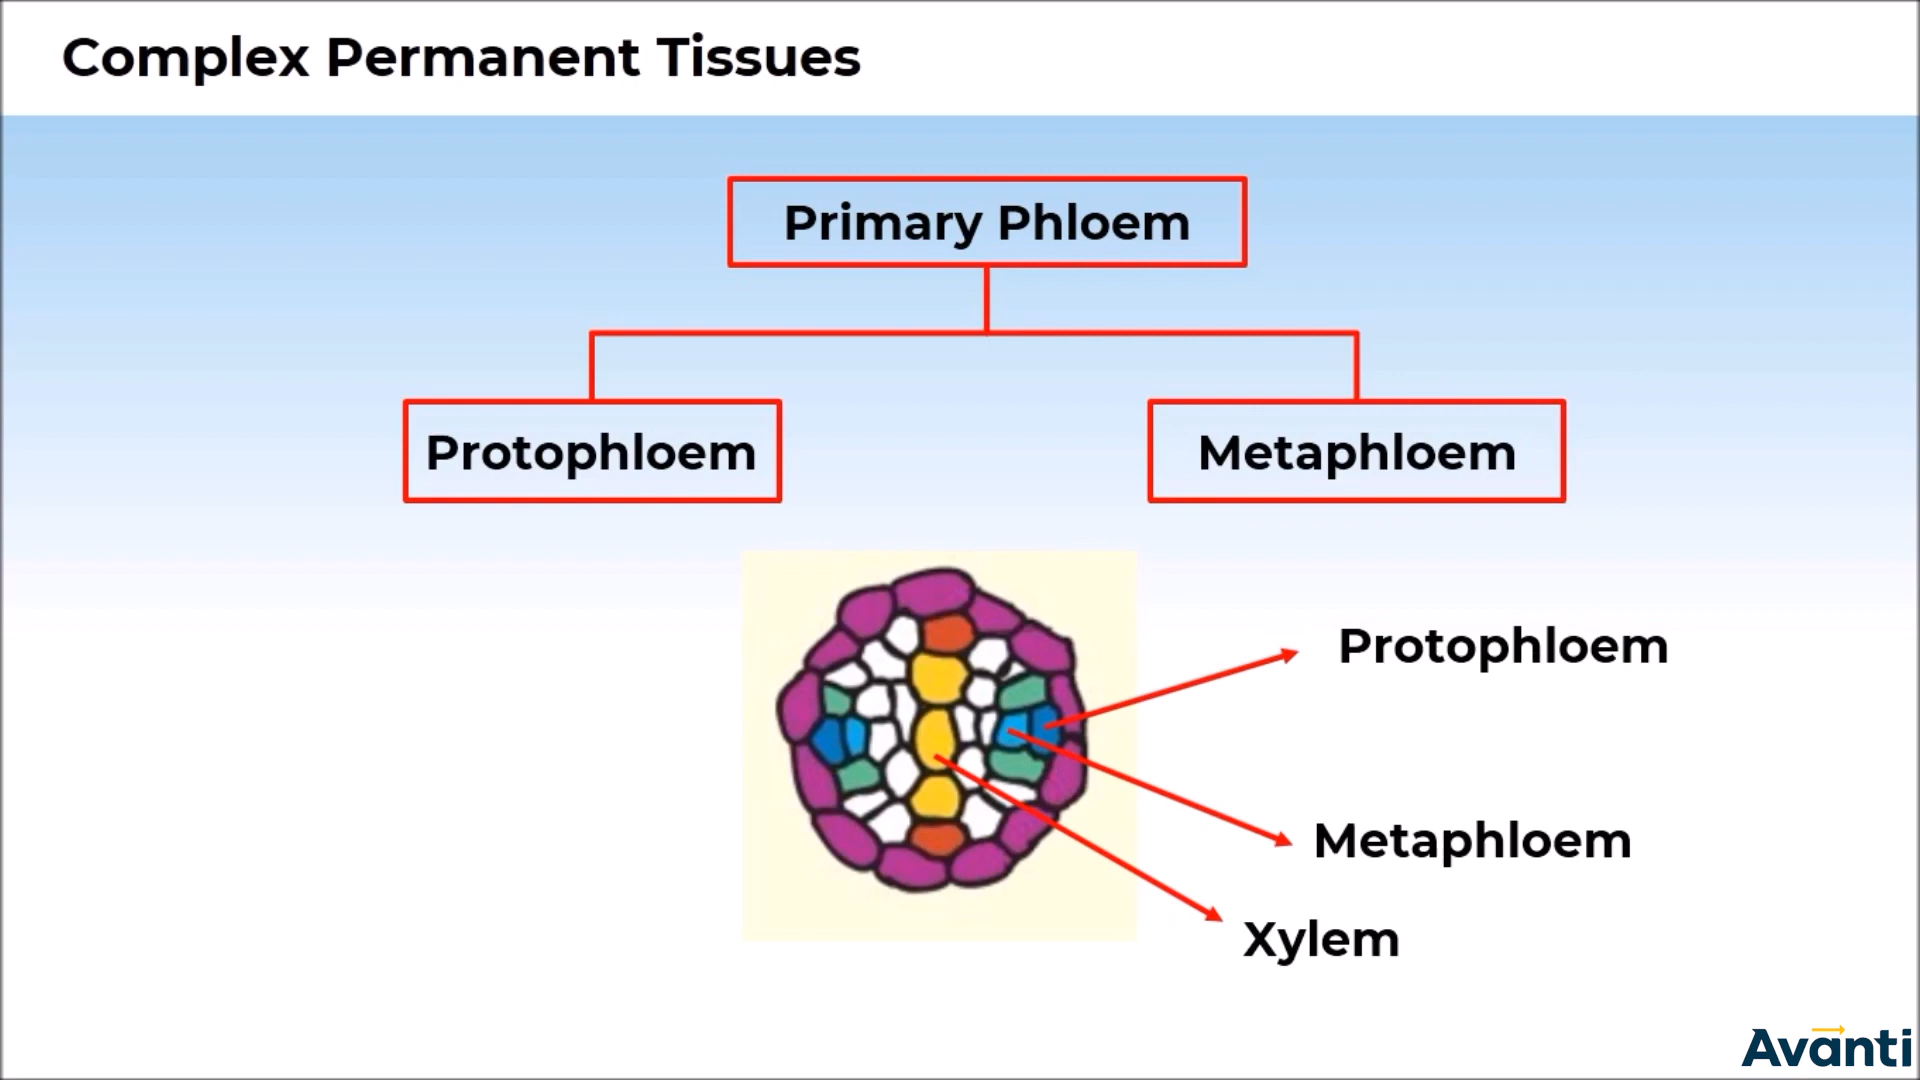 Complex Permanent Tissues
Primary Phloem
Protophloem
Metaphloem
Protophloem
Metaphloem
Xylem
Avanti